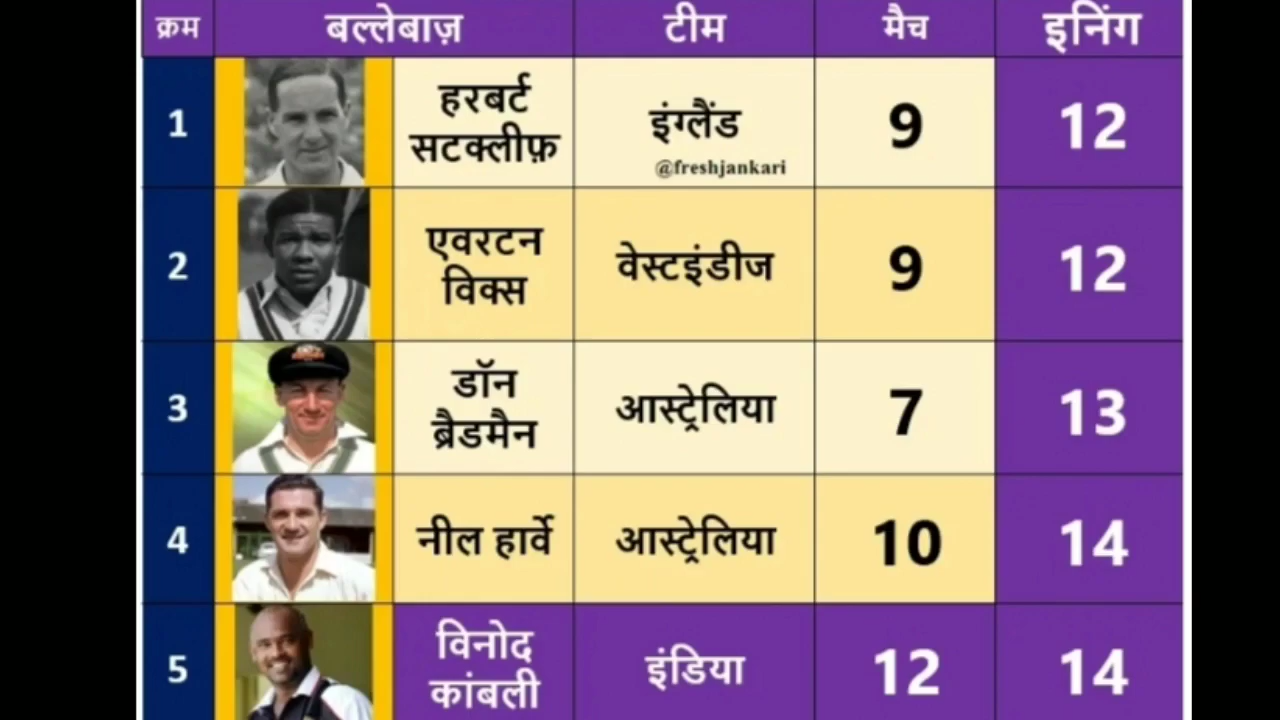 क्रम बल्लेबाज़ टीम मैच इनिंग
1 हरबर्ट सटक्लीफ़ इंग्लैंड 9 12
@freshjankari
2 एवरटन विक्स वेस्टइंडीज 9 12
3 डॉन ब्रैडमैन आस्ट्रेलिया 7 13
4 नील हार्वे आस्ट्रेलिया 10 14
5 विनोद कांबली इंडिया 12 14